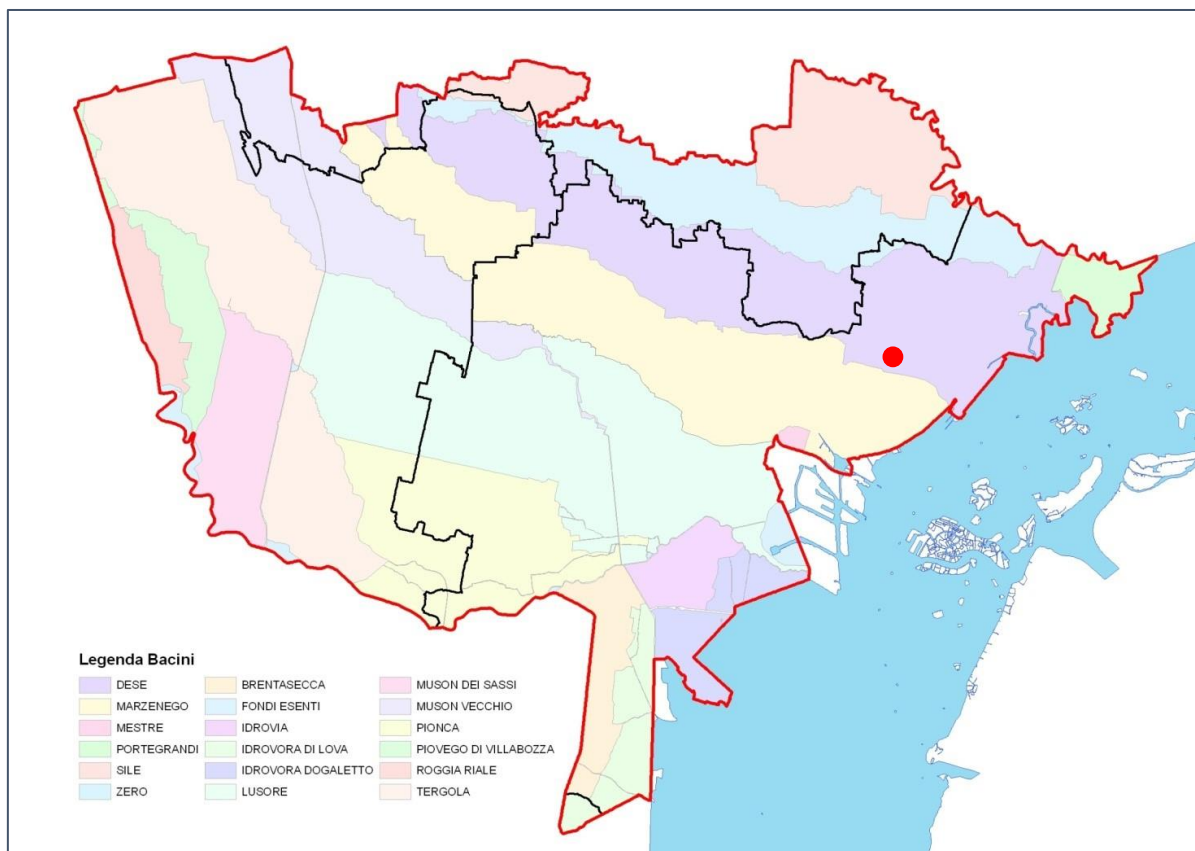 Legenda Bacini
DESE BRENTASECCA MUSON DEI SASSI
MARZENEGO FONDI ESENTI MUSON VECCHIO
MESTRE IDROVIA PIONCA
PORTEGRANDI IDROVORA DI LOVA PIOVEGO DI VILLABOZZA
SILE IDROVORA DOGALETTO ROGGIA RIALE
ZERO LUSORE TERGOLA